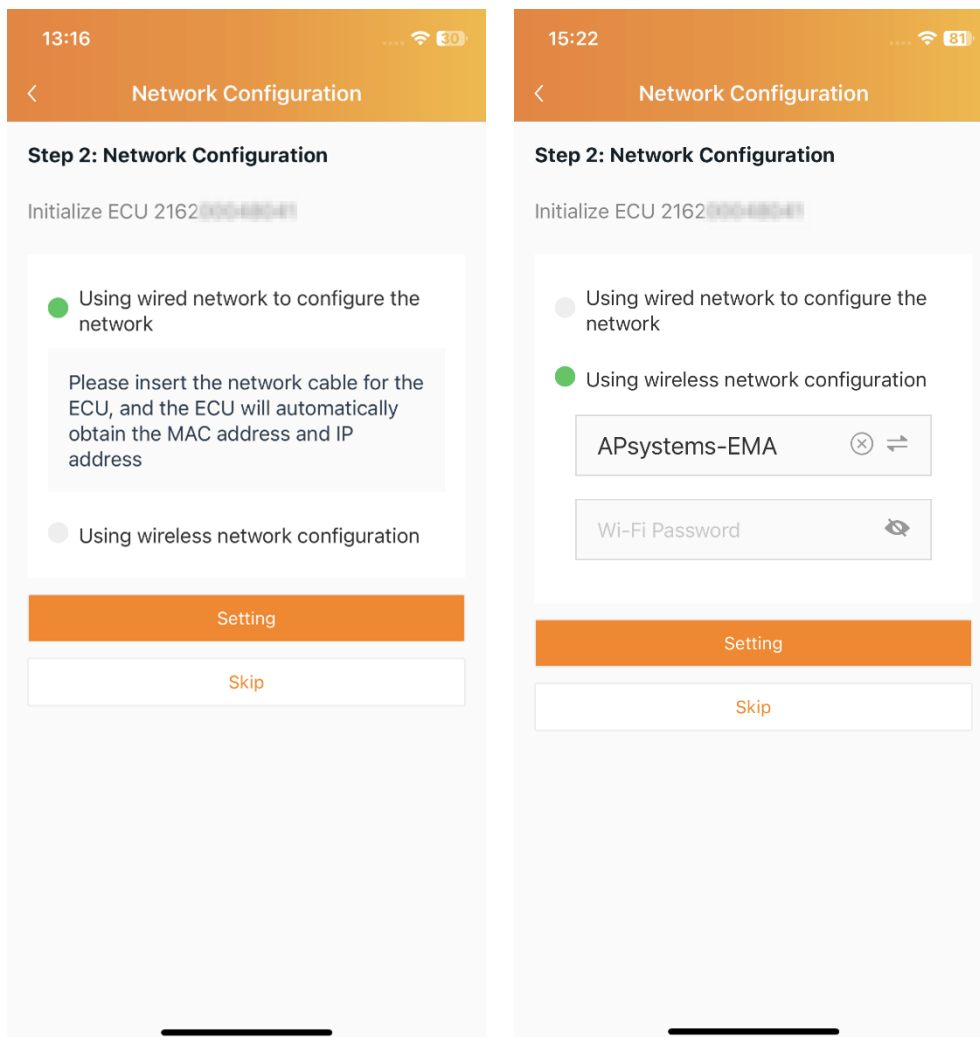 13:16
30
Network Configuration
Step 2: Network Configuration
Initialize ECU 2162
Using wired network to configure the
network
Please insert the network cable for the
ECU, and the ECU will automatically
obtain the MAC address and IP
address
Using wireless network configuration
Setting
Skip
15:22
81
Network Configuration
Step 2: Network Configuration
Initialize ECU 2162
Using wired network to configure the
network
Using wireless network configuration
APsystems-EMA
Wi-Fi Password
Setting
Skip